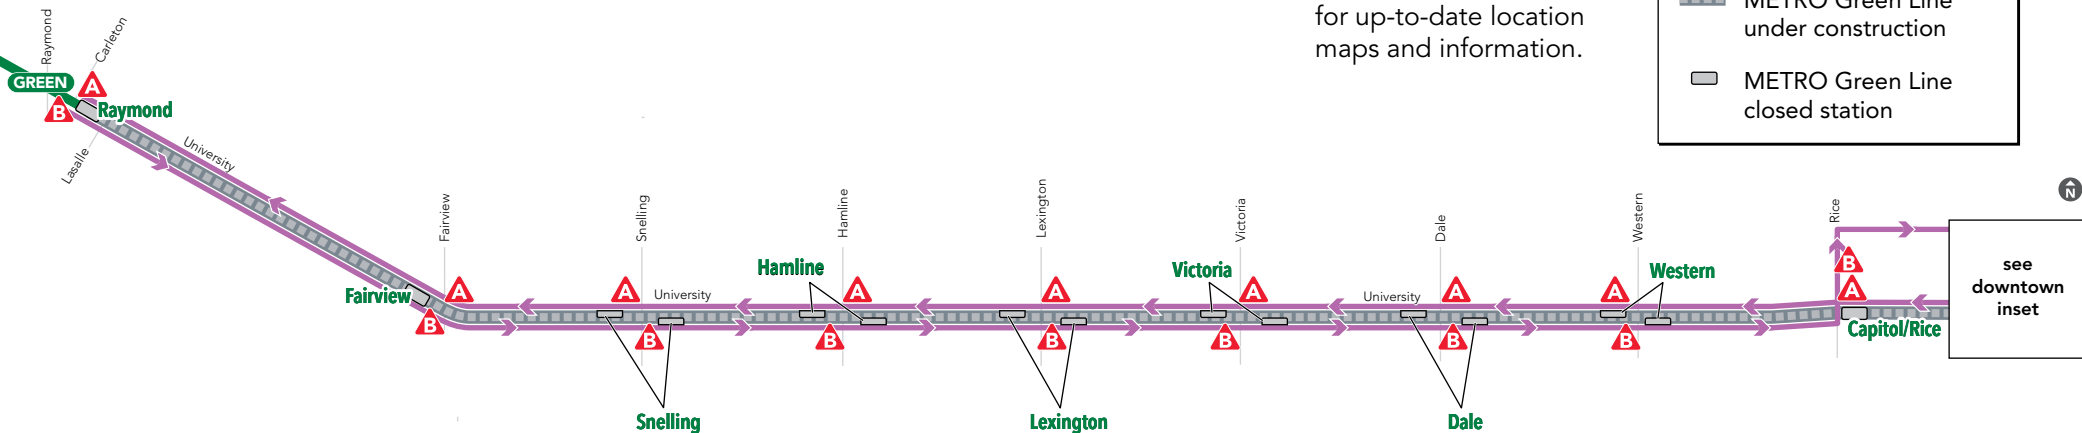 for up-to-date location
maps and information.
METRO Green Line
under construction
METRO Green Line
closed station
Raymond
Carleton
GREEN
A
B
Raymond
Lasalle
University
Fairview
Snelling
Hamline
Lexington
Victoria
Dale
Western
Rice
N
Hamline
Victoria
Western
B
see
downtown
inset
Fairview
A
A
University
A
A
A
University
A
A
A
B
B
B
B
B
B
B
Capitol/Rice
Snelling
Lexington
Dale